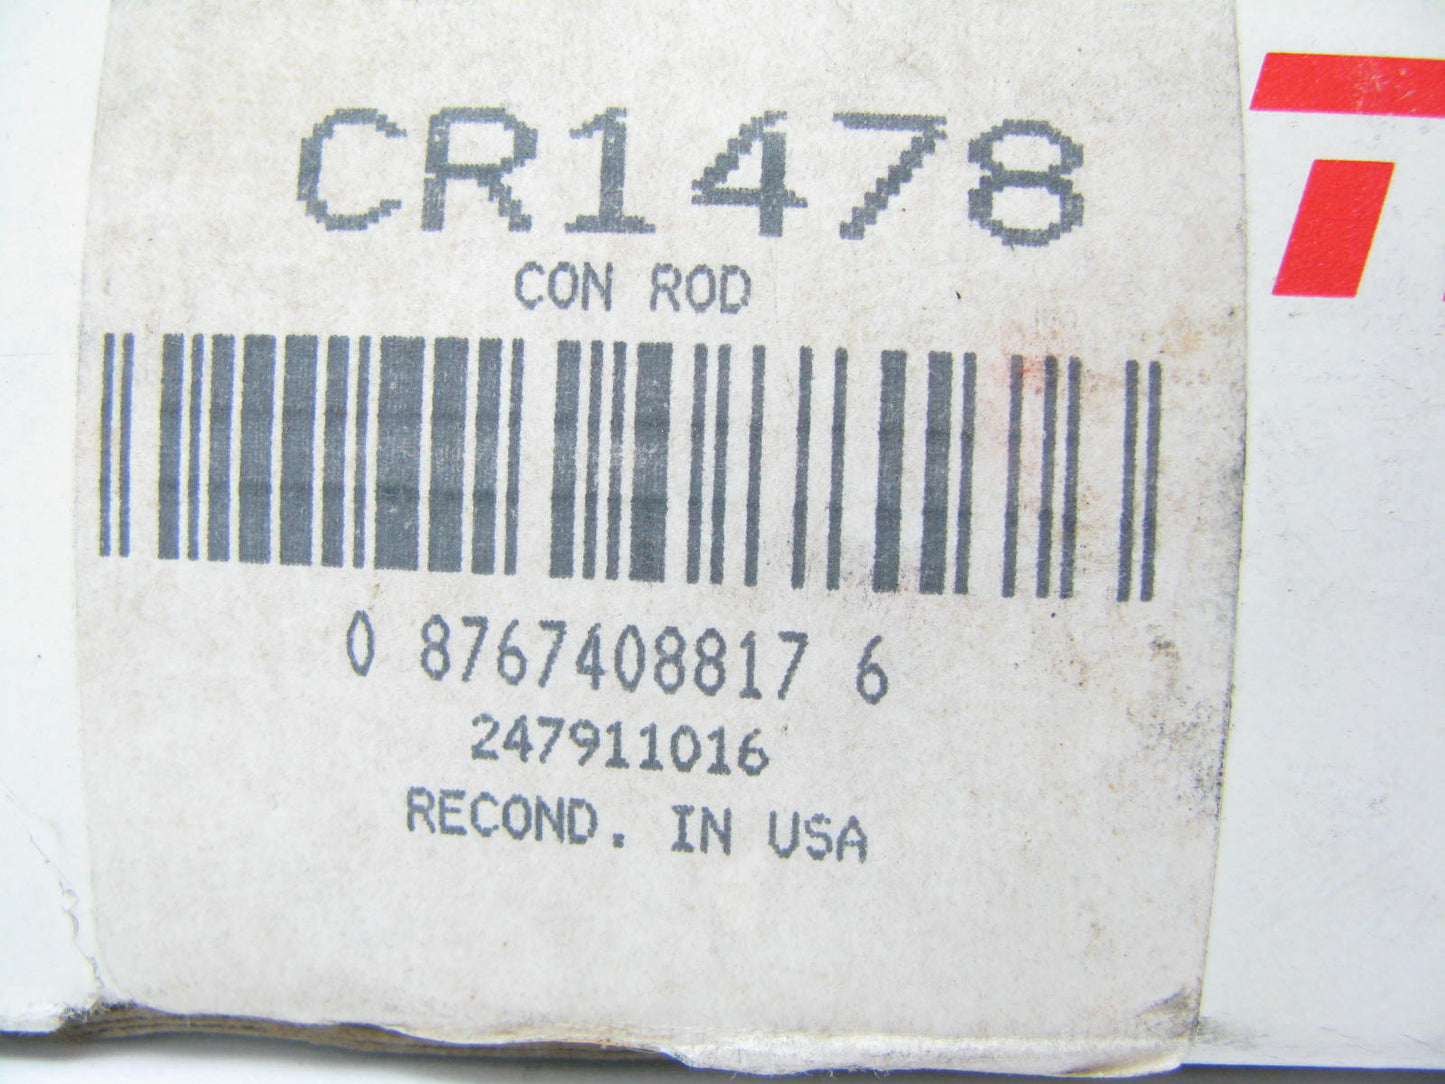 CR1478
CON ROD
0 8767408817 6
247911016
RECOND. IN USA